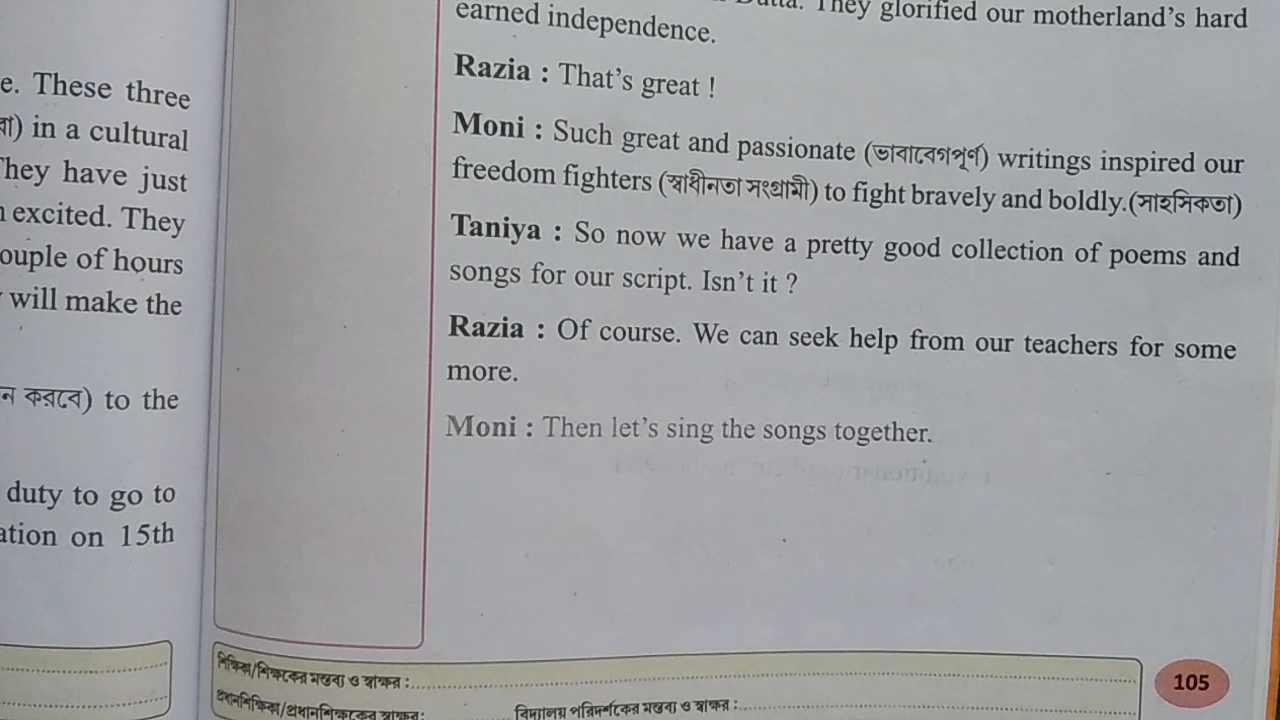 e. These three
রা) in a cultural
They have just
excited. They
ouple of hours
will make the
ন করবে) to the
duty to go to
ation on 15th
Dutta. They glorified our motherland's hard
earned independence.
Razia : That's great !
Moni : Such great and passionate (ভাবাবেগপূর্ণ) writings inspired our
freedom fighters (স্বাধীনতা সংগ্রামী) to fight bravely and boldly.(সাহসিকতা)
Taniya : So now we have a pretty good collection of poems and
songs for our script. Isn't it ?
Razia : Of course. We can seek help from our teachers for some
more.
Moni : Then let's sing the songs together.
শিক্ষিকা/শিক্ষকের মন্তব্য ও স্বাক্ষর :
প্রধানশিক্ষিকা/প্রধানশিক্ষকের স্বাক্ষর: বিদ্যালয় পরিদর্শকের মন্তব্য ও স্বাক্ষর :
105